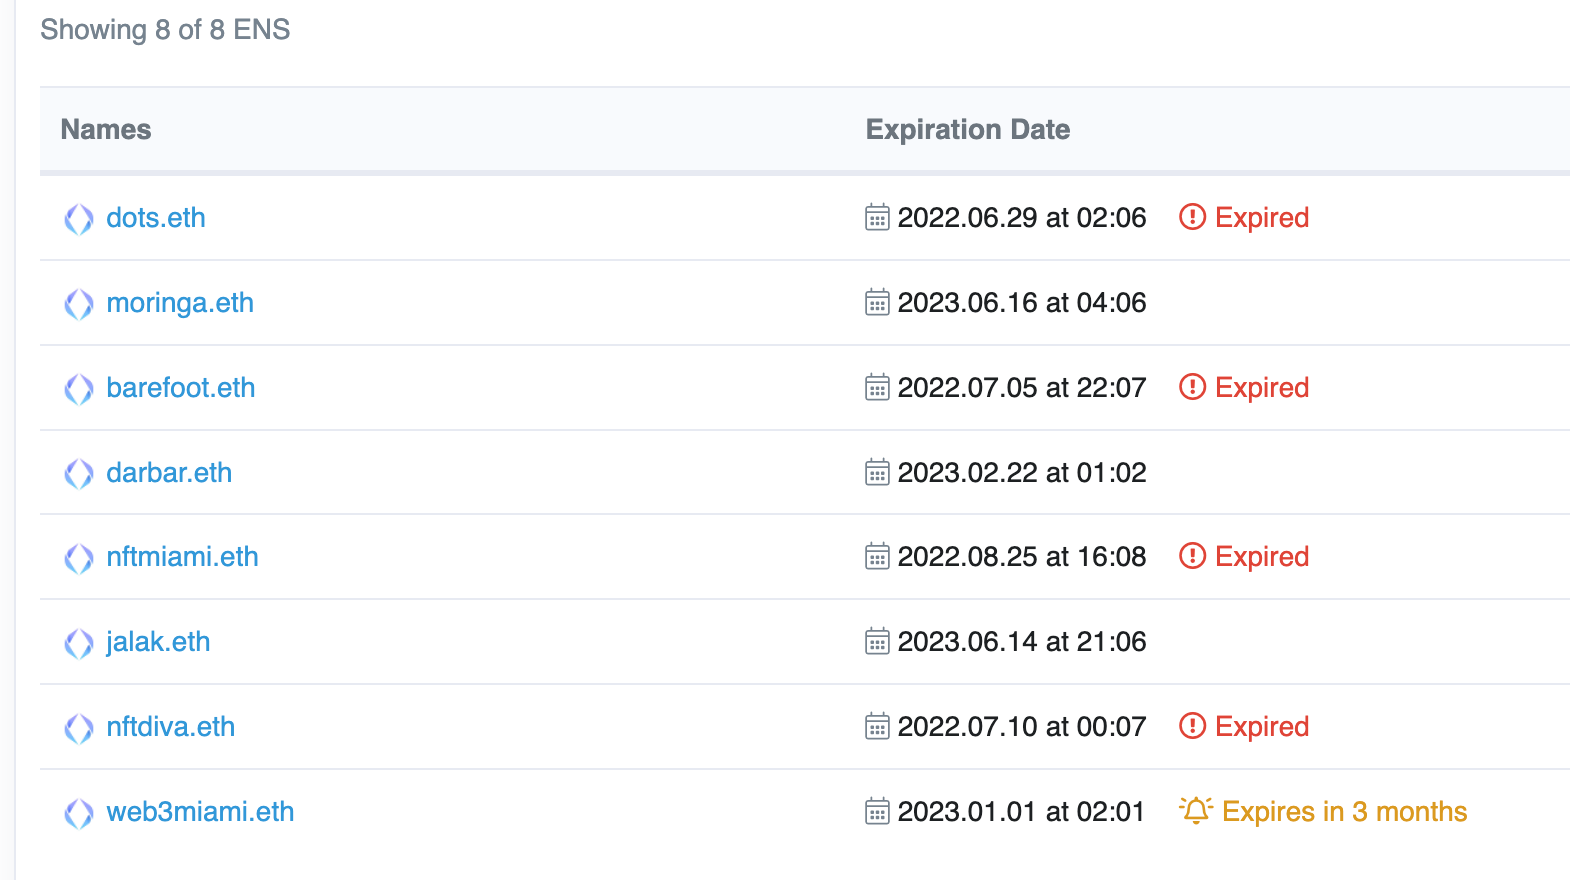 Showing 8 of 8 ENS
Names Expiration Date
dots.eth 2022.06.29 at 02:06 Expired
moringa.eth 2023.06.16 at 04:06
barefoot.eth 2022.07.05 at 22:07 Expired
darbar.eth 2023.02.22 at 01:02
nftmiami.eth 2022.08.25 at 16:08 Expired
jalak.eth 2023.06.14 at 21:06
nftdiva.eth 2022.07.10 at 00:07 Expired
web3miami.eth 2023.01.01 at 02:01 Expires in 3 months